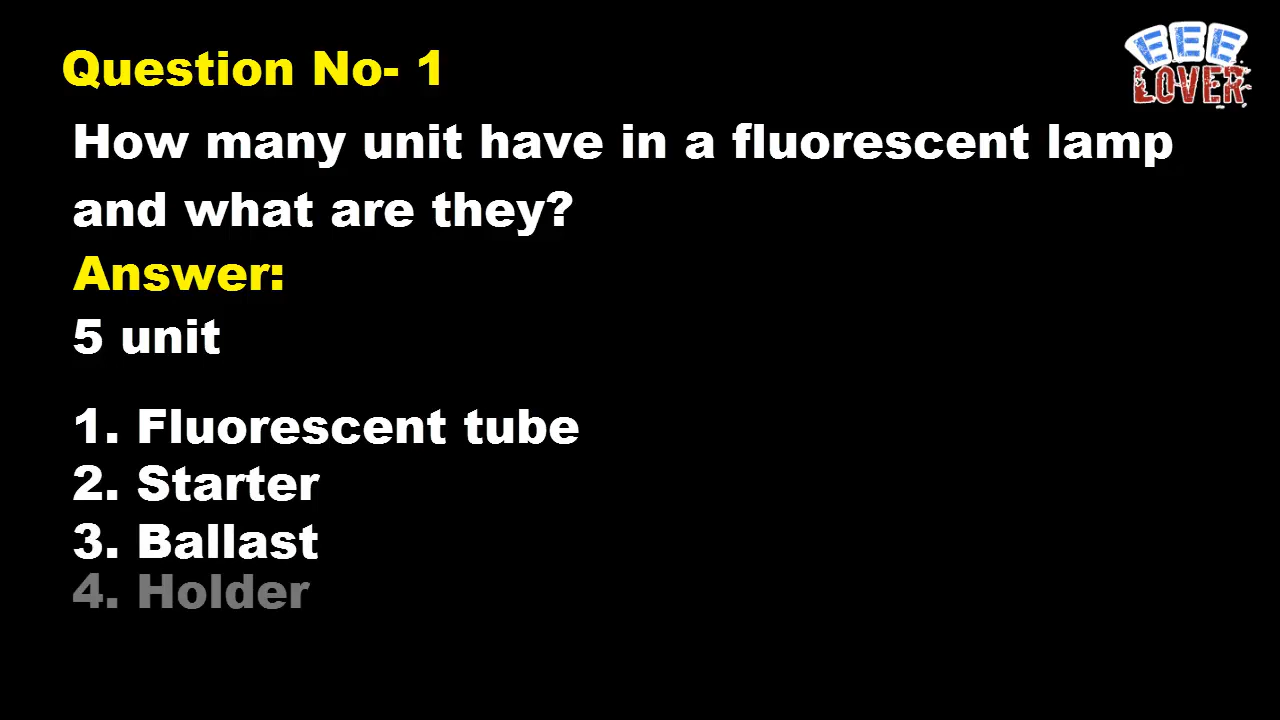 Question No- 1
EEE
LOVER
How many unit have in a fluorescent lamp
and what are they?
Answer:
5 unit
1. Fluorescent tube
2. Starter
3. Ballast
4. Holder